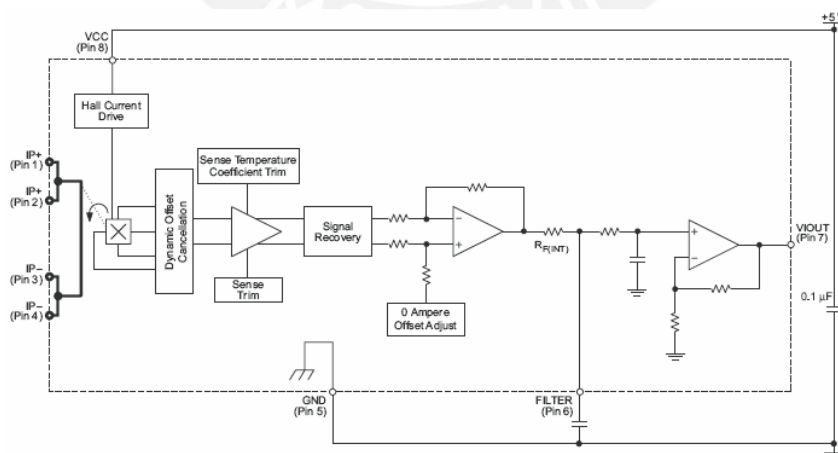 +5 V
VCC
(Pin 8)
Hall Current
Drive
IP+
(Pin 1)
IP+
(Pin 2)
IP−
(Pin 3)
IP−
(Pin 4)
Dynamic Offset
Cancellation
Sense Temperature
Coefficient Trim
Sense
Trim
Signal
Recovery
0 Ampere
Offset Adjust
RF(INT)
VIOUT
(Pin 7)
0.1 µF
GND
(Pin 5)
FILTER
(Pin 6)